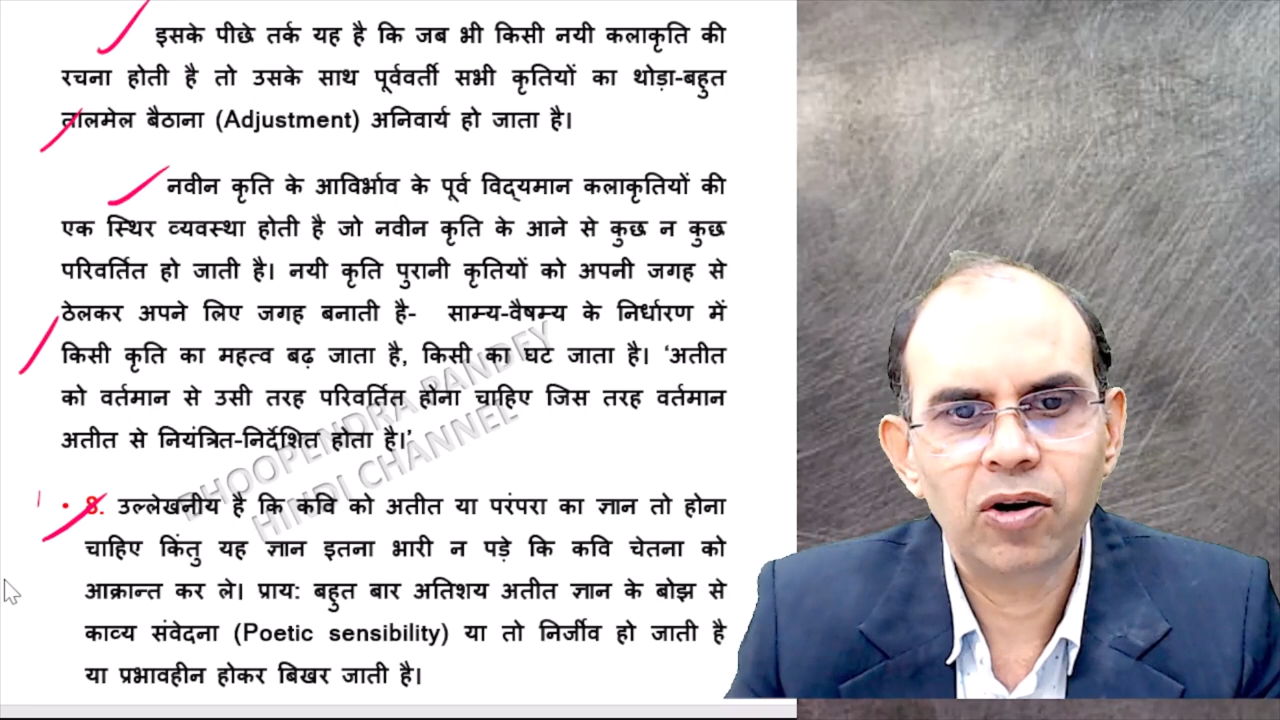 इसके पीछे तर्क यह है कि जब भी किसी नयी कलाकृति की
रचना होती है तो उसके साथ पूर्ववर्ती सभी कृतियों का थोड़ा-बहुत
तालमेल बैठाना (Adjustment) अनिवार्य हो जाता है।
नवीन कृति के आविर्भाव के पूर्व विद्यमान कलाकृतियों की
एक स्थिर व्यवस्था होती है जो नवीन कृति के आने से कुछ न कुछ
परिवर्तित हो जाती है। नयी कृति पुरानी कृतियों को अपनी जगह से
ठेलकर अपने लिए जगह बनाती है- साम्य-वैषम्य के निर्धारण में
किसी कृति का महत्व बढ़ जाता है, किसी का घट जाता है। ‘अतीत
को वर्तमान से उसी तरह परिवर्तित होना चाहिए जिस तरह वर्तमान
अतीत से नियंत्रित-निर्देशित होता है।’
• 8. उल्लेखनीय है कि कवि को अतीत या परंपरा का ज्ञान तो होना
चाहिए किंतु यह ज्ञान इतना भारी न पड़े कि कवि चेतना को
आक्रान्त कर ले। प्राय: बहुत बार अतिशय अतीत ज्ञान के बोझ से
काव्य संवेदना (Poetic sensibility) या तो निर्जीव हो जाती है
या प्रभावहीन होकर बिखर जाती है।
BHOOPENDRA PANDEY
HINDI CHANNEL